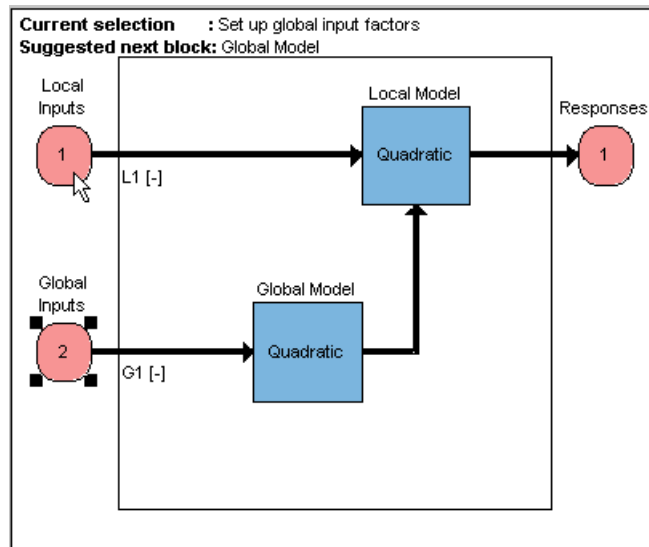 Current selection : Set up global input factors
Suggested next block: Global Model
Local
Inputs
Local Model
Responses
1
Quadratic
1
L1 [-]
Global
Inputs
Global Model
2
Quadratic
G1 [-]